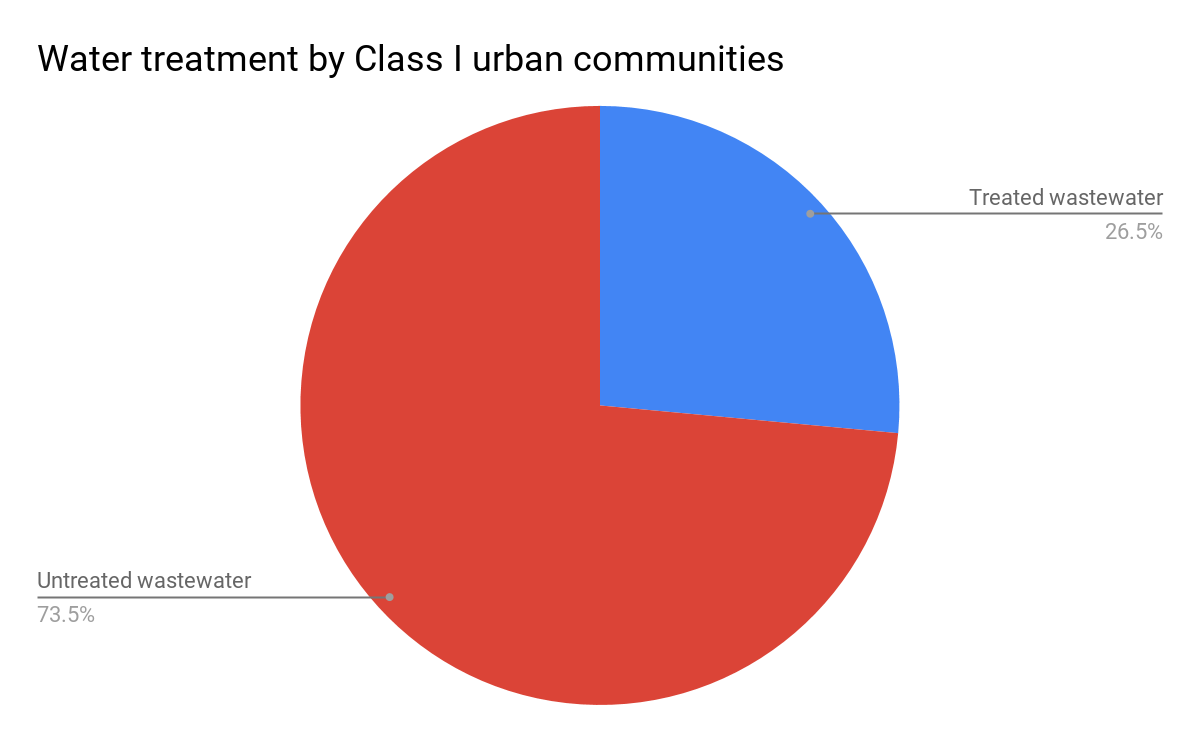 Water treatment by Class I urban communities
Treated wastewater
26.5%
Untreated wastewater
73.5%